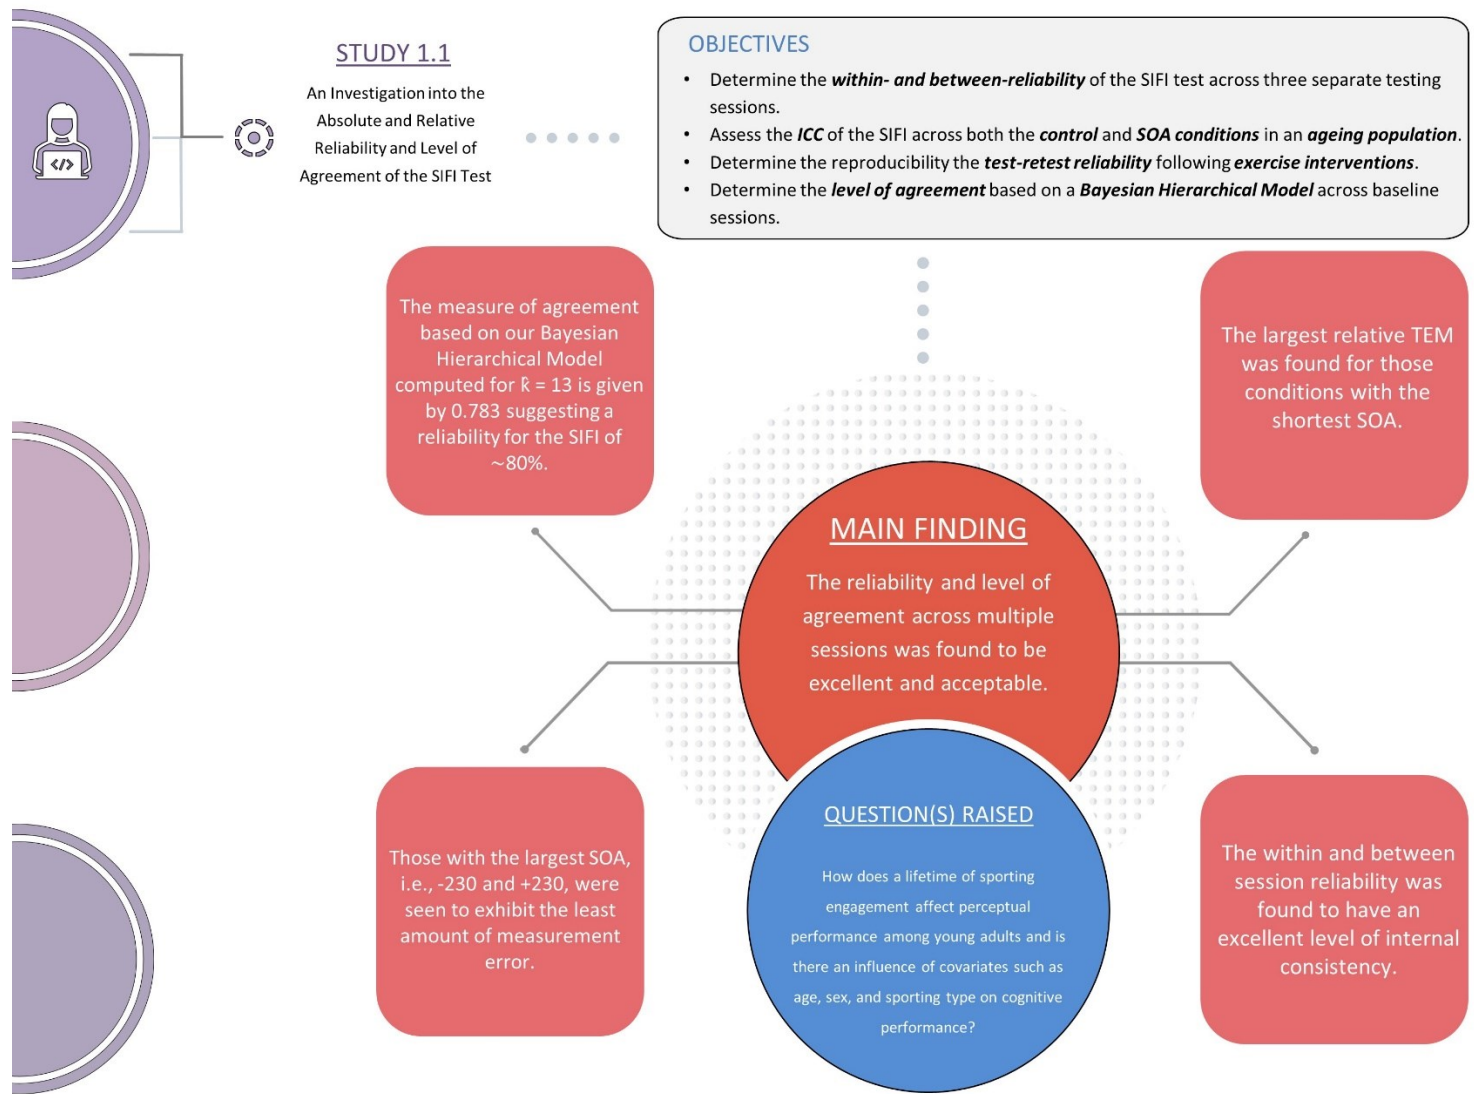 STUDY 1.1
An Investigation into the
Absolute and Relative
Reliability and Level of
Agreement of the SIFI Test
OBJECTIVES
• Determine the within- and between-reliability of the SIFI test across three separate testing
sessions.
• Assess the ICC of the SIFI across both the control and SOA conditions in an ageing population.
• Determine the reproducibility the test-retest reliability following exercise interventions.
• Determine the level of agreement based on a Bayesian Hierarchical Model across baseline
sessions.
</>
The measure of agreement
based on our Bayesian
Hierarchical Model
computed for k̂ = 13 is given
by 0.783 suggesting a
reliability for the SIFI of
~80%.
The largest relative TEM
was found for those
conditions with the
shortest SOA.
MAIN FINDING
The reliability and level of
agreement across multiple
sessions was found to be
excellent and acceptable.
Those with the largest SOA,
i.e., -230 and +230, were
seen to exhibit the least
amount of measurement
error.
QUESTION(S) RAISED
How does a lifetime of sporting
engagement affect perceptual
performance among young adults and is
there an influence of covariates such as
age, sex, and sporting type on cognitive
performance?
The within and between
session reliability was
found to have an
excellent level of internal
consistency.